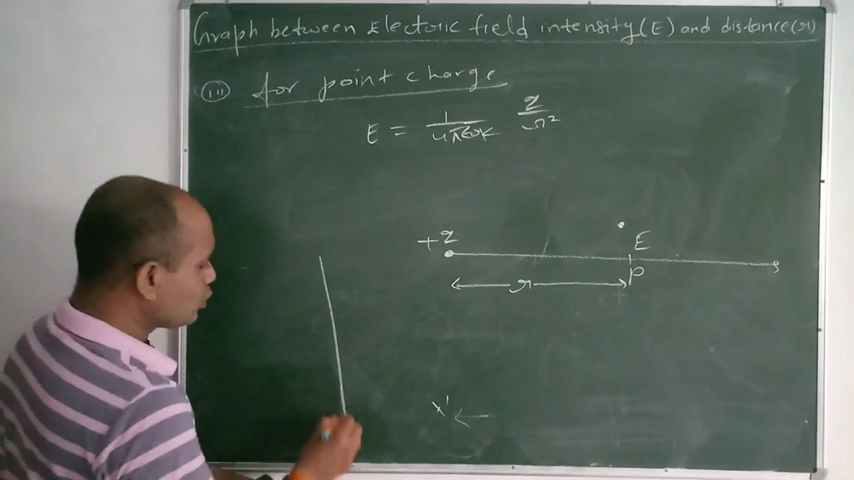 Graph between Electric field intensity (E) and distance (r)
(iii) for point charge
E = 1/4πε0K q/r²
+q E
P
r
x'